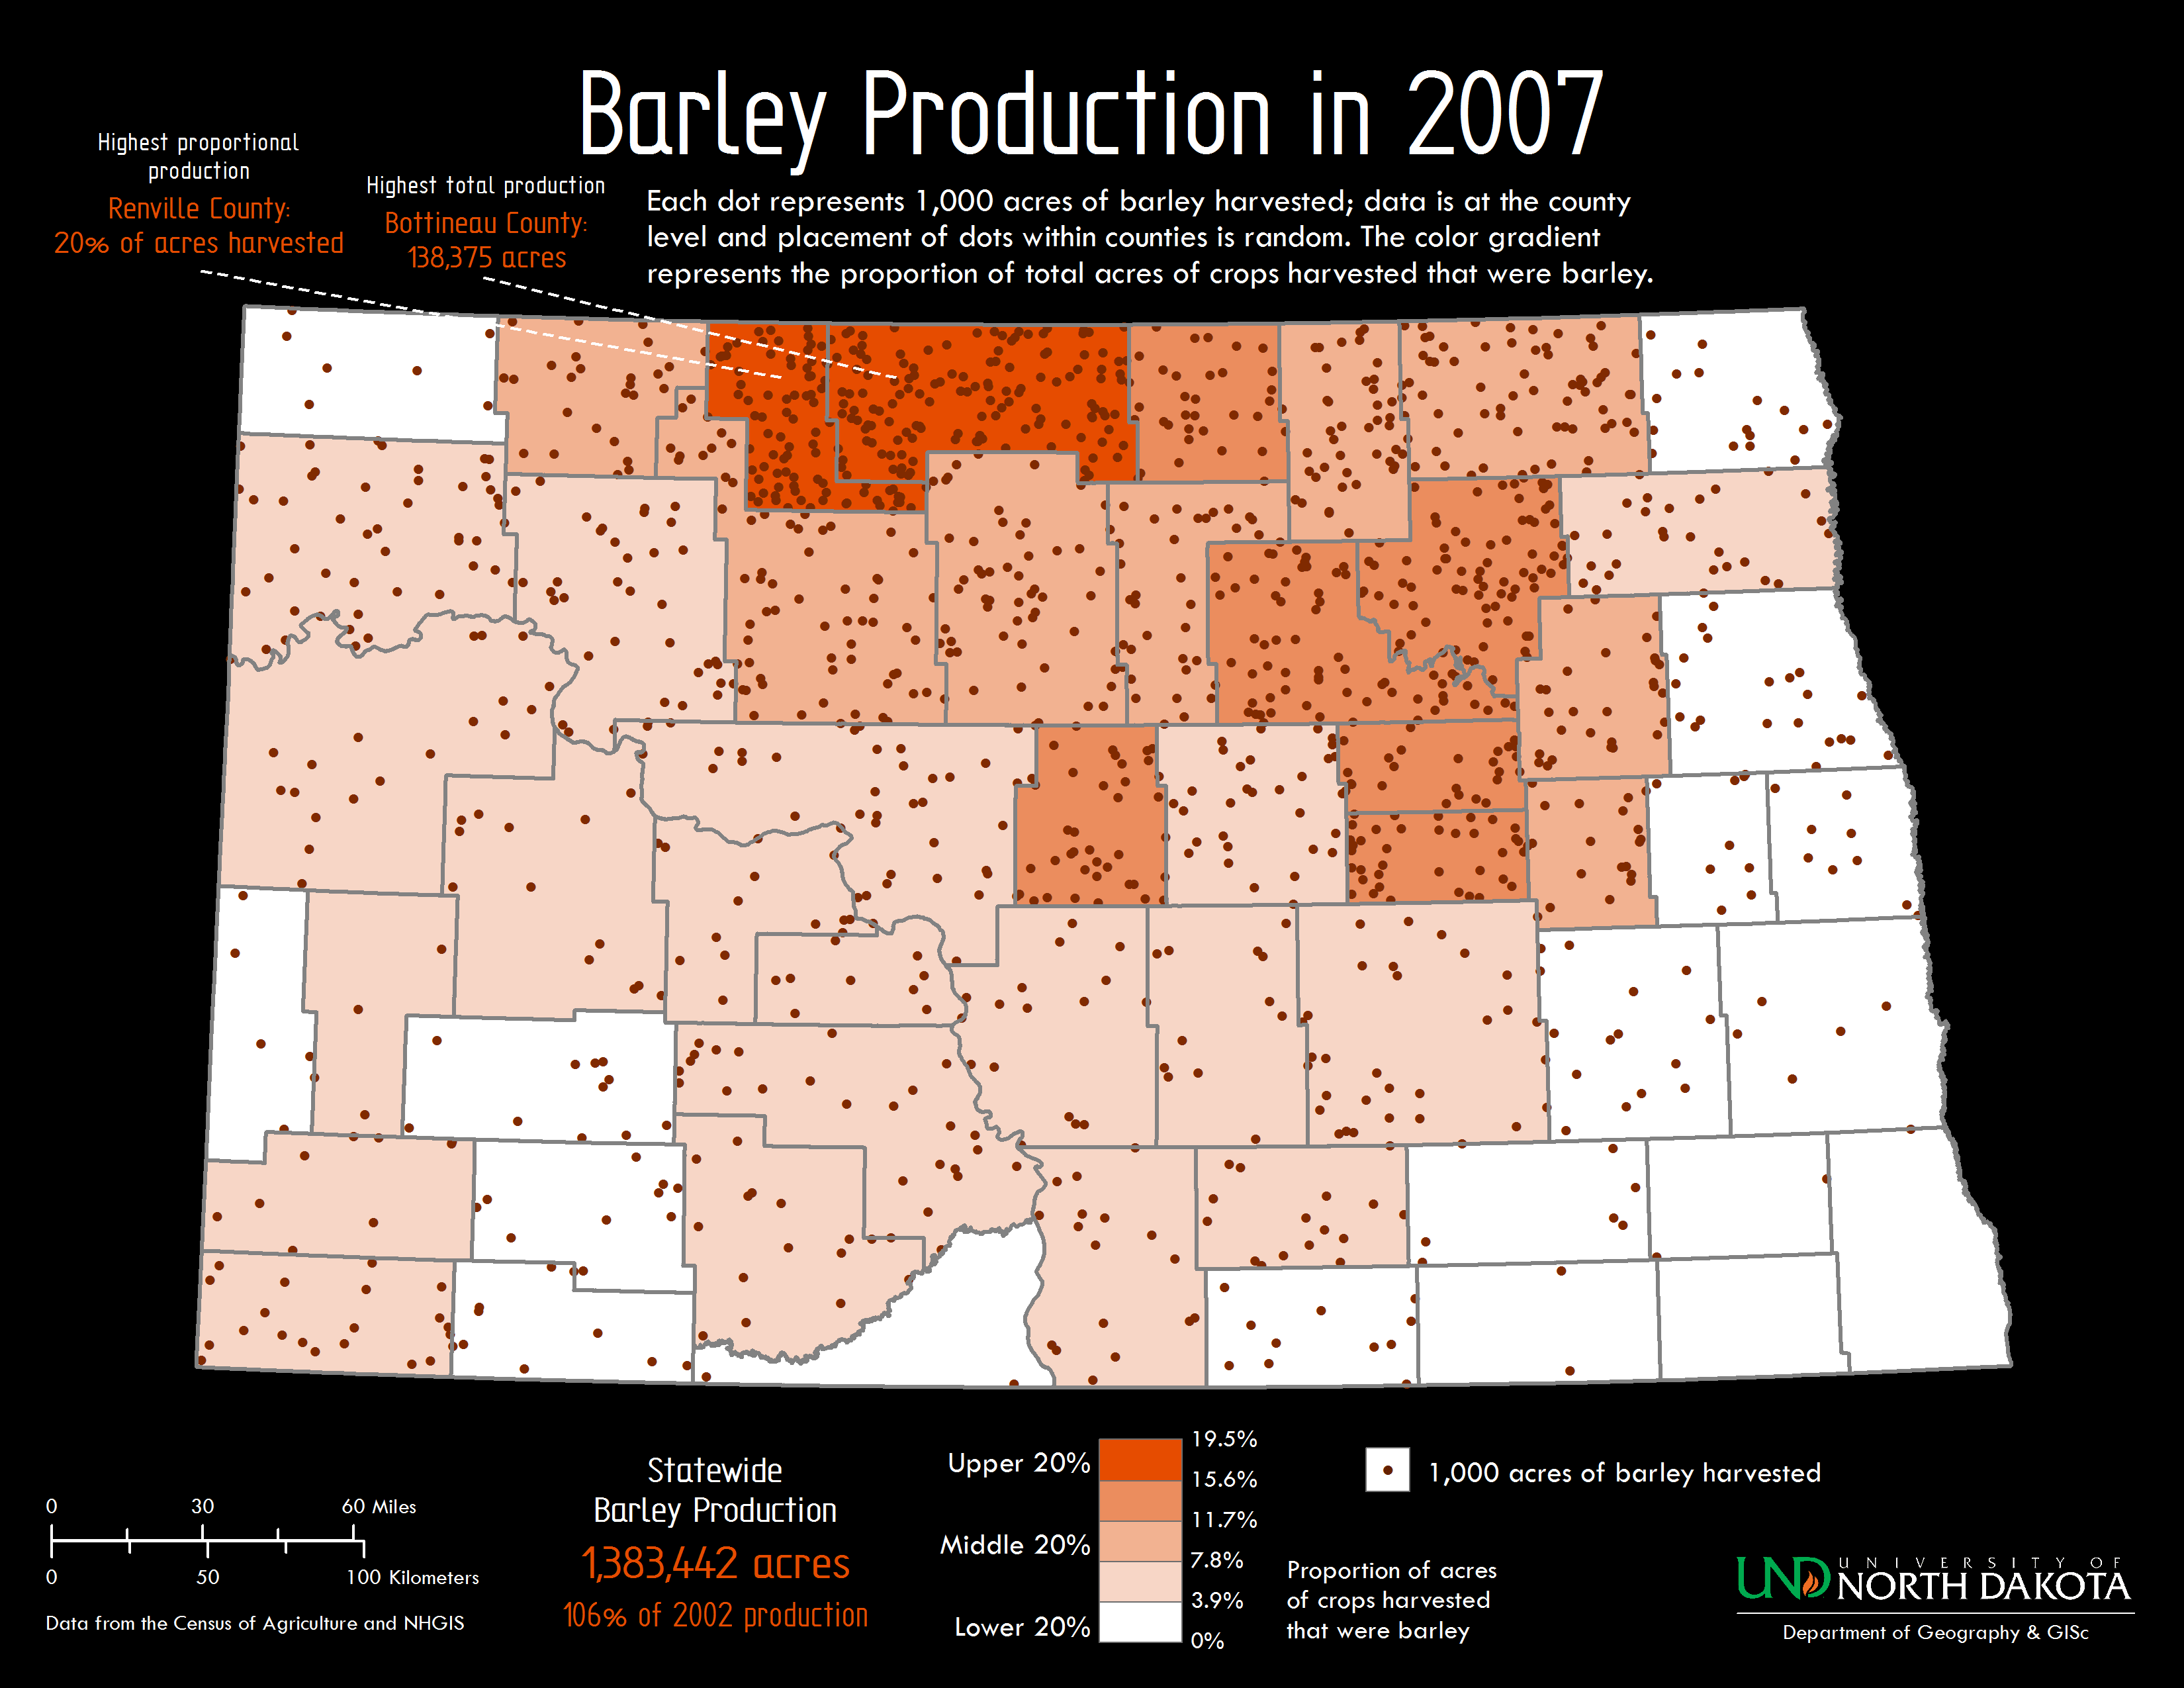 Barley Production in 2007
Highest proportional
production
Renville County:
20% of acres harvested
Highest total production
Bottineau County:
138,375 acres
Each dot represents 1,000 acres of barley harvested; data is at the county
level and placement of dots within counties is random. The color gradient
represents the proportion of total acres of crops harvested that were barley.
0 30 60 Miles
0 50 100 Kilometers
Data from the Census of Agriculture and NHGIS
Statewide
Barley Production
1,383,442 acres
106% of 2002 production
Upper 20%
Middle 20%
Lower 20%
19.5%
15.6%
11.7%
7.8%
3.9%
0%
Proportion of acres
of crops harvested
that were barley
1,000 acres of barley harvested
UND UNIVERSITY OF
NORTH DAKOTA
Department of Geography & GISc